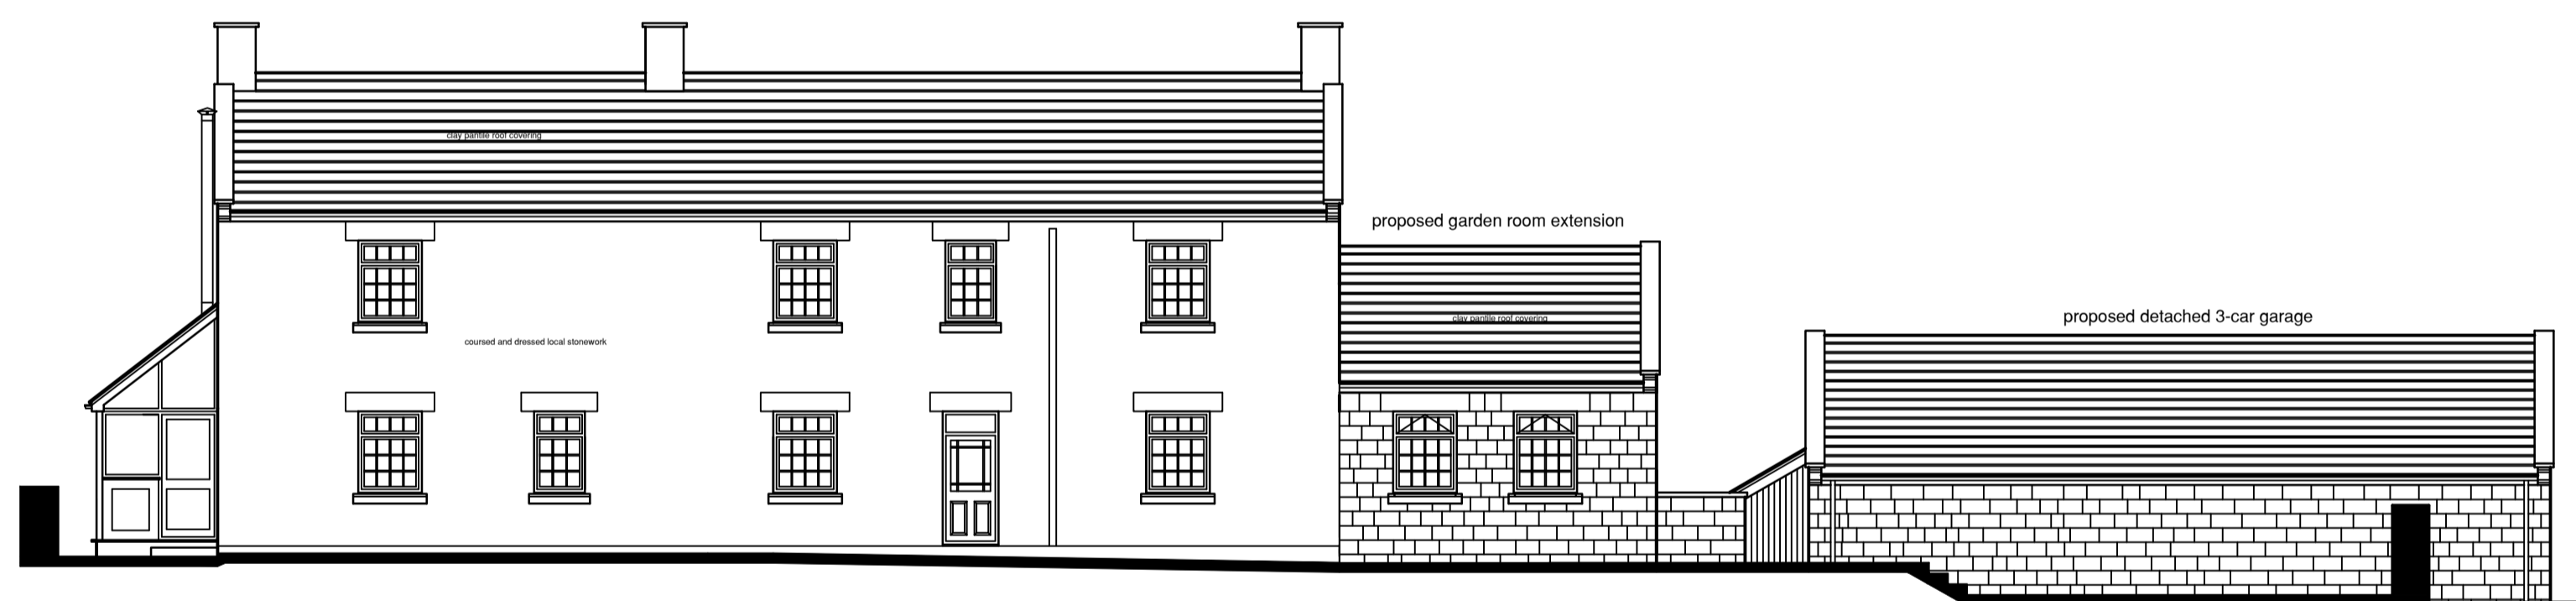 clay pantile roof covering
proposed garden room extension
proposed detached 3-car garage
clay pantile roof covering
coursed and dressed local stonework